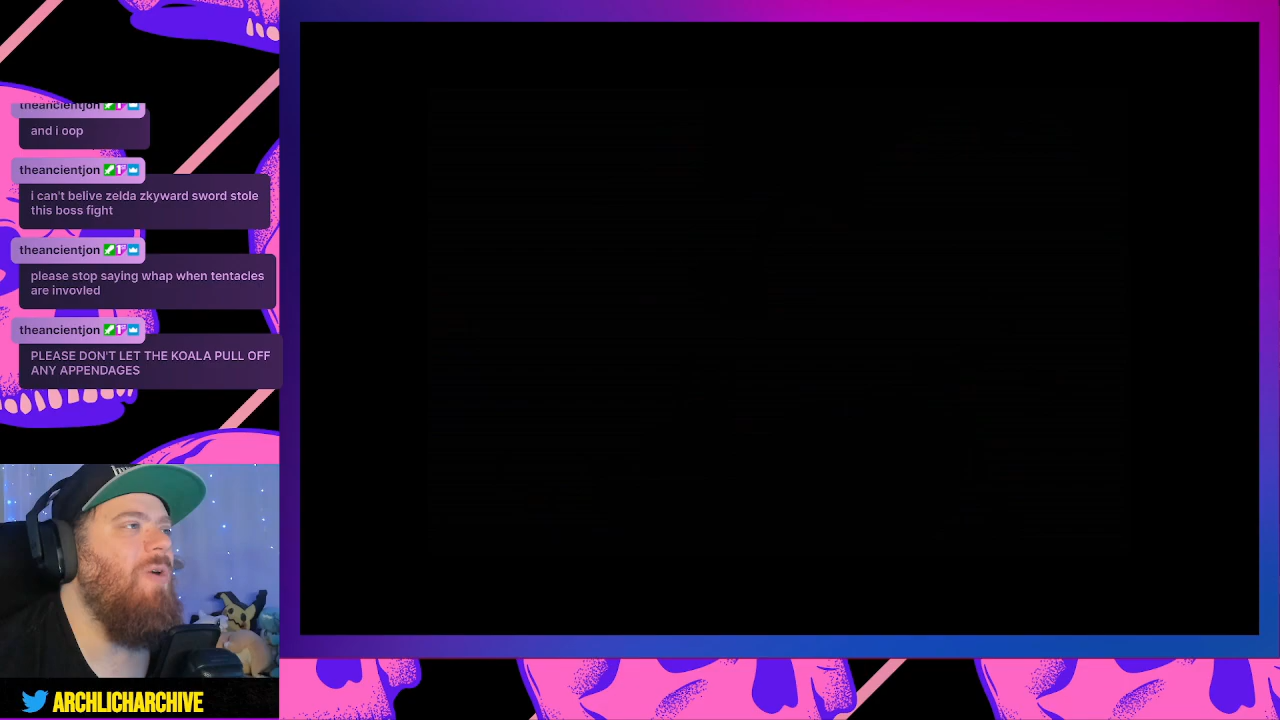 theancientjon
and i oop
theancientjon
i can't belive zelda zkyward sword stole
this boss fight
theancientjon
please stop saying whap when tentacles
are invovled
theancientjon
PLEASE DON'T LET THE KOALA PULL OFF
ANY APPENDAGES
ARCHLICHARCHIVE